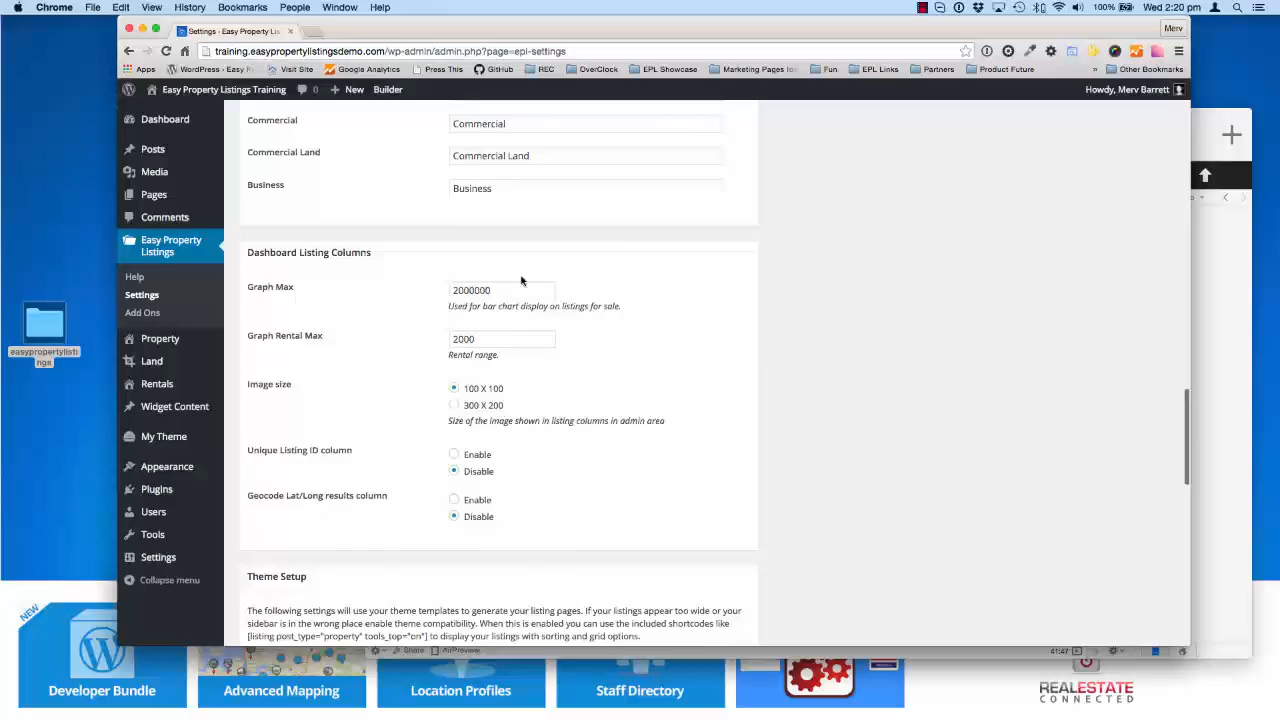 Chrome File Edit View History Bookmarks People Window Help 100% Wed 2:20 pm
Settings ‹ Easy Property Lis × Merv
training.easypropertylistingsdemo.com/wp-admin/admin.php?page=epl-settings
Apps WordPress ‹ Easy F Visit Site Google Analytics Press This GitHub REC OverClock EPL Showcase Marketing Pages los Fun EPL Links Partners Product Future » Other Bookmarks
Easy Property Listings Training 0 New Builder Howdy, Merv Barrett
Dashboard
Posts
Media
Pages
Comments
Easy Property
Listings
Help
Settings
Add Ons
Property
Land
Rentals
Widget Content
My Theme
Appearance
Plugins
Users
Tools
Settings
Collapse menu
Commercial Commercial
Commercial Land Commercial Land
Business Business
Dashboard Listing Columns
Graph Max 2000000
Used for bar chart display on listings for sale.
Graph Rental Max 2000
Rental range.
Image size 100 X 100
300 X 200
Size of the image shown in listing columns in admin area
Unique Listing ID column Enable
Disable
Geocode Lat/Long results column Enable
Disable
Theme Setup
The following settings will use your theme templates to generate your listing pages. If your listings appear too wide or your
sidebar is in the wrong place enable theme compatibility. When this is enabled you can use the included shortcodes like
[listing post_type="property" tools_top="on"] to display your listings with sorting and grid options.
easypropertylisti
ngs
Share AirPreview 41:47
NEW
Developer Bundle Advanced Mapping Location Profiles Staff Directory
REALESTATE
CONNECTED